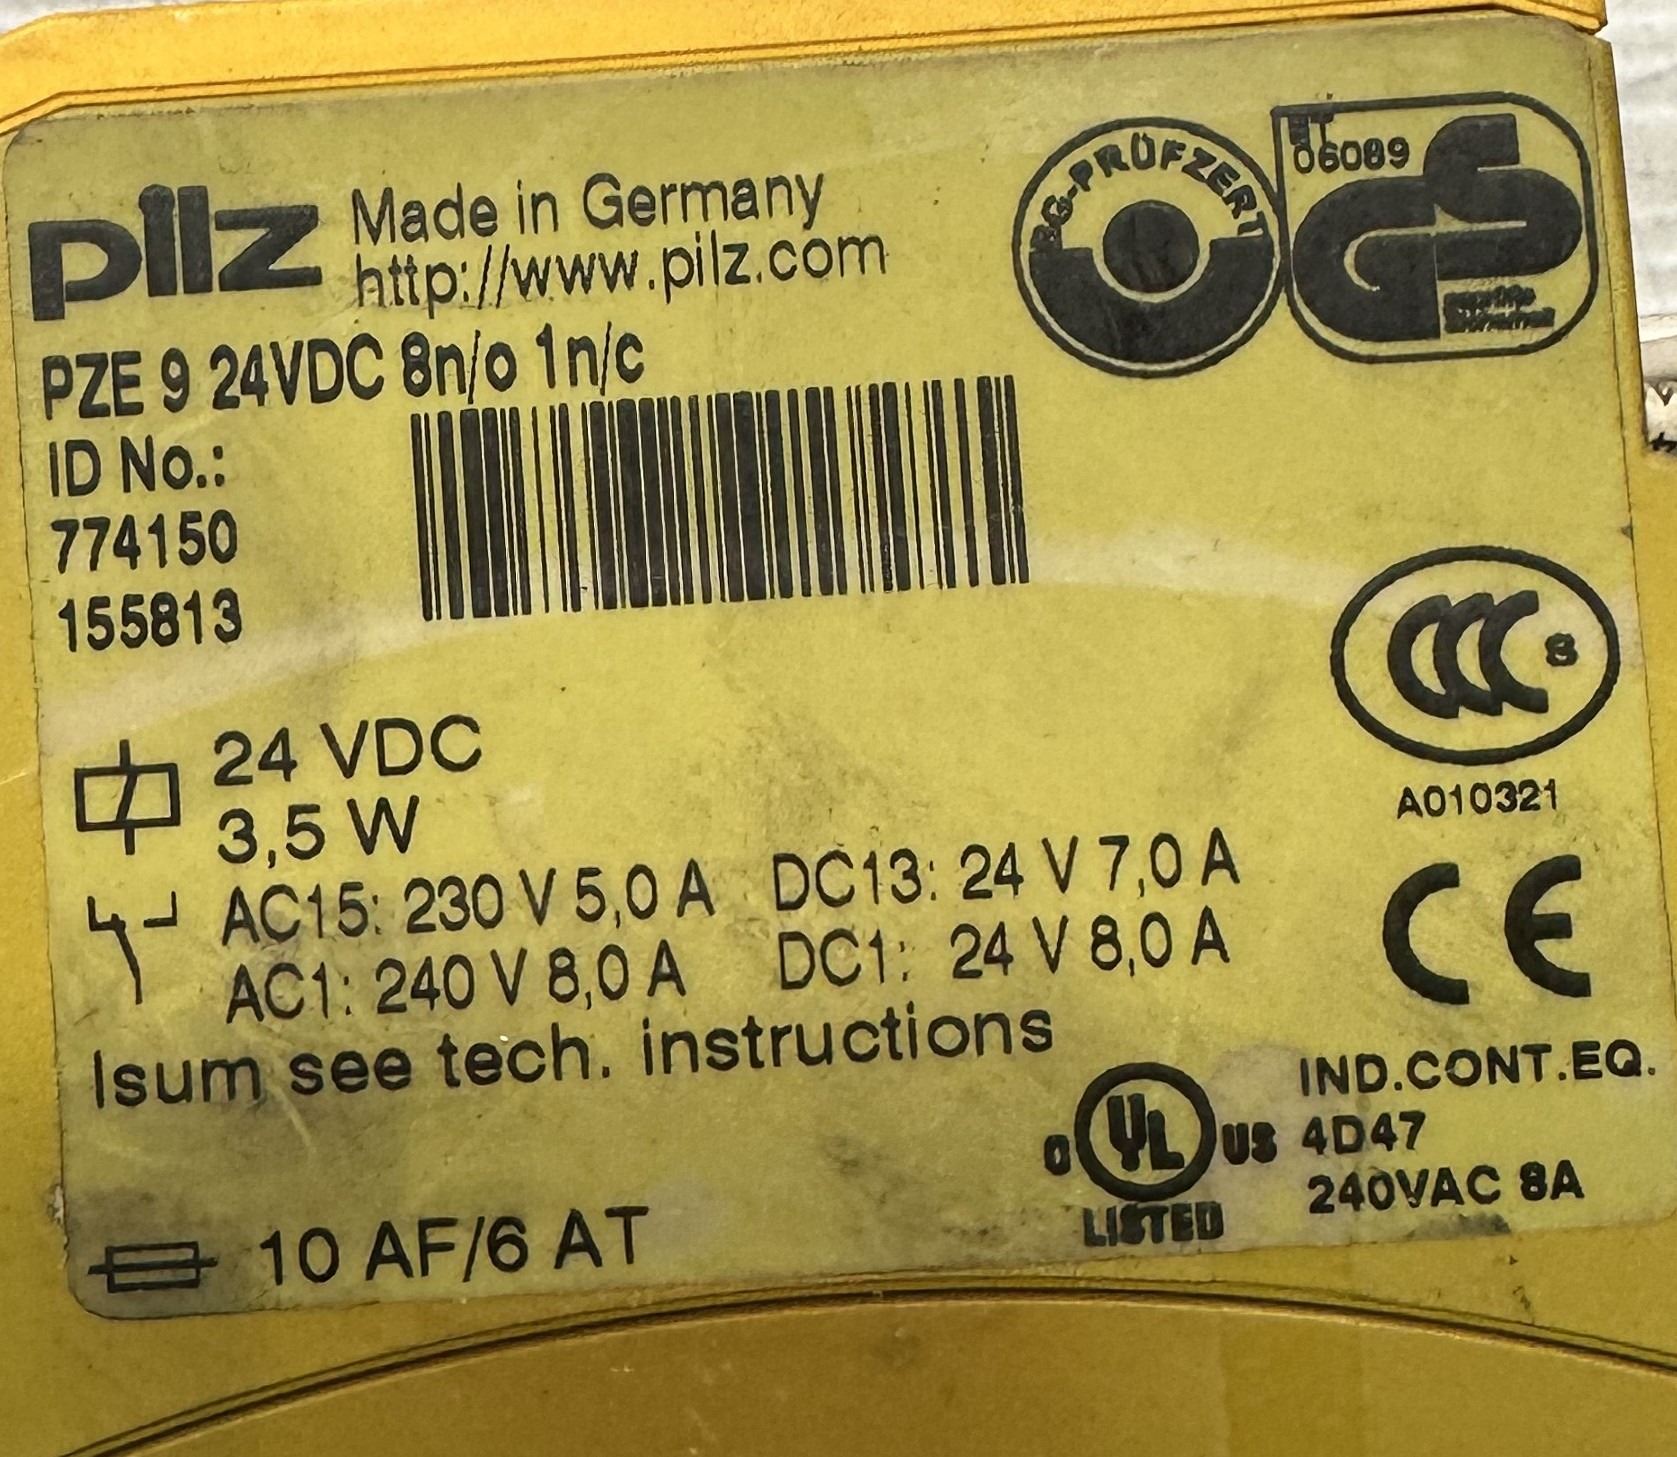 pilz
Made in Germany
http://www.pilz.com
BG-PRÜFZERT
06089
PZE 9 24VDC 8n/o 1n/c
ID No.:
774150
155813
CCC S
A010321
24 VDC
3,5 W
AC15: 230 V 5,0 A DC13: 24 V 7,0 A
AC1: 240 V 8,0 A DC1: 24 V 8,0 A
CE
Isum see tech. instructions
UL US
LISTED
IND.CONT.EQ.
4D47
240VAC 8A
10 AF/6 AT